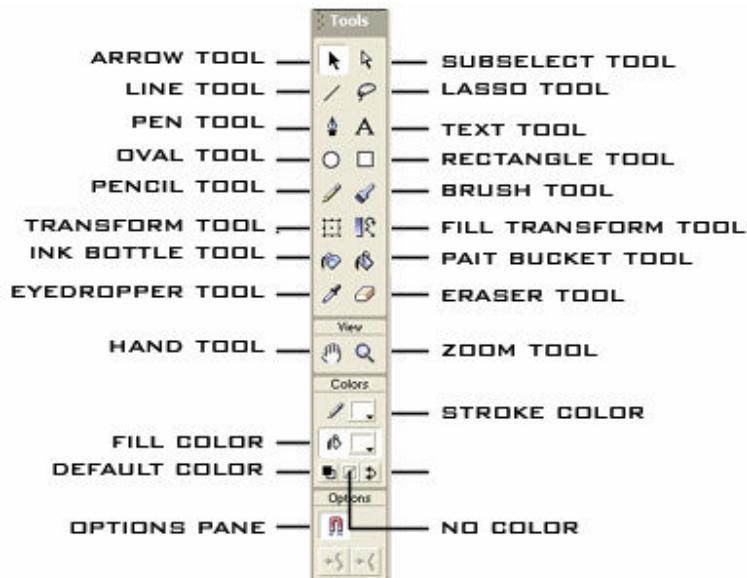 Tools
ARROW TOOL
SUBSELECT TOOL
LINE TOOL
LASSO TOOL
PEN TOOL
TEXT TOOL
OVAL TOOL
RECTANGLE TOOL
PENCIL TOOL
BRUSH TOOL
TRANSFORM TOOL
FILL TRANSFORM TOOL
INK BOTTLE TOOL
PAIT BUCKET TOOL
EYEDROPPER TOOL
ERASER TOOL
View
HAND TOOL
ZOOM TOOL
Colors
STROKE COLOR
FILL COLOR
DEFAULT COLOR
Options
OPTIONS PANE
NO COLOR